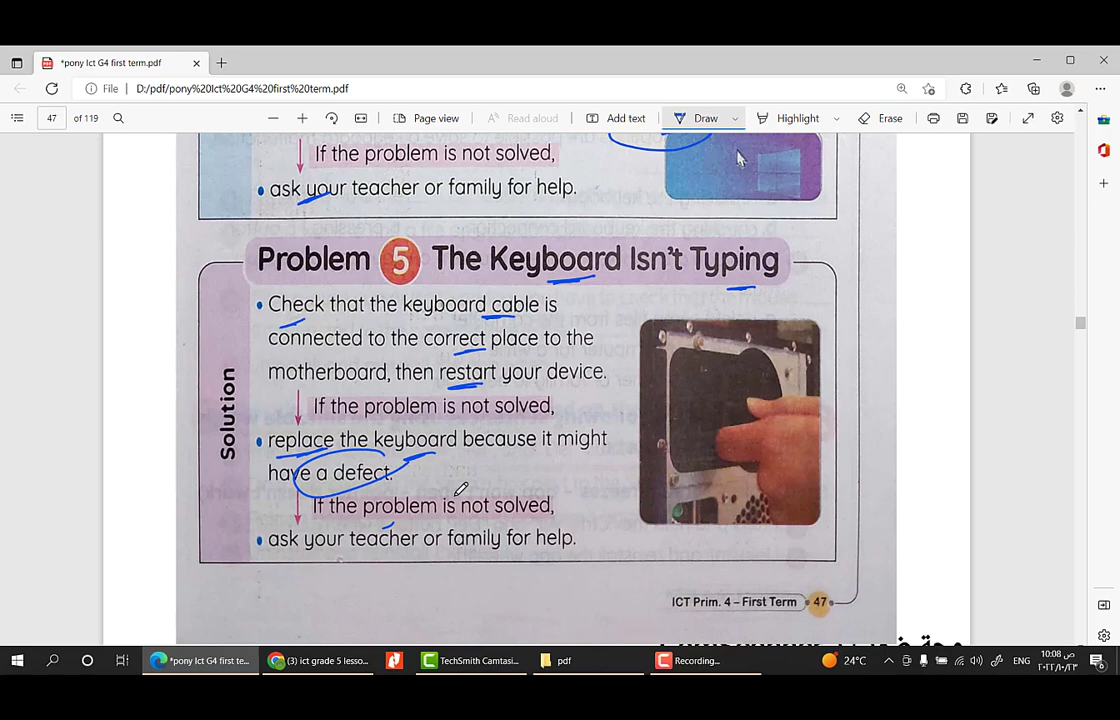 *pony Ict G4 first term.pdf
File
D:/pdf/pony%20Ict%20G4%20first%20term.pdf
47 of 119
Page view
Read aloud
Add text
Draw
Highlight
Erase
If the problem is not solved,
• ask your teacher or family for help.
Problem 5 The Keyboard Isn't Typing
Solution
• Check that the keyboard cable is
connected to the correct place to the
motherboard, then restart your device.
If the problem is not solved,
• replace the keyboard because it might
have a defect.
If the problem is not solved,
• ask your teacher or family for help.
ICT Prim. 4 – First Term 47
*pony Ict G4 first te...
(3) ict grade 5 lesso...
TechSmith Camtasi...
pdf
Recording...
24°C
ENG
10:08 ص
٢٠٢٢/١٠/٢٣